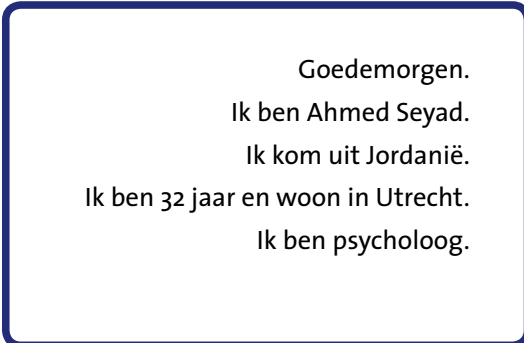 Goedemorgen.
Ik ben Ahmed Seyad.
Ik kom uit Jordanië.
Ik ben 32 jaar en woon in Utrecht.
Ik ben psycholoog.